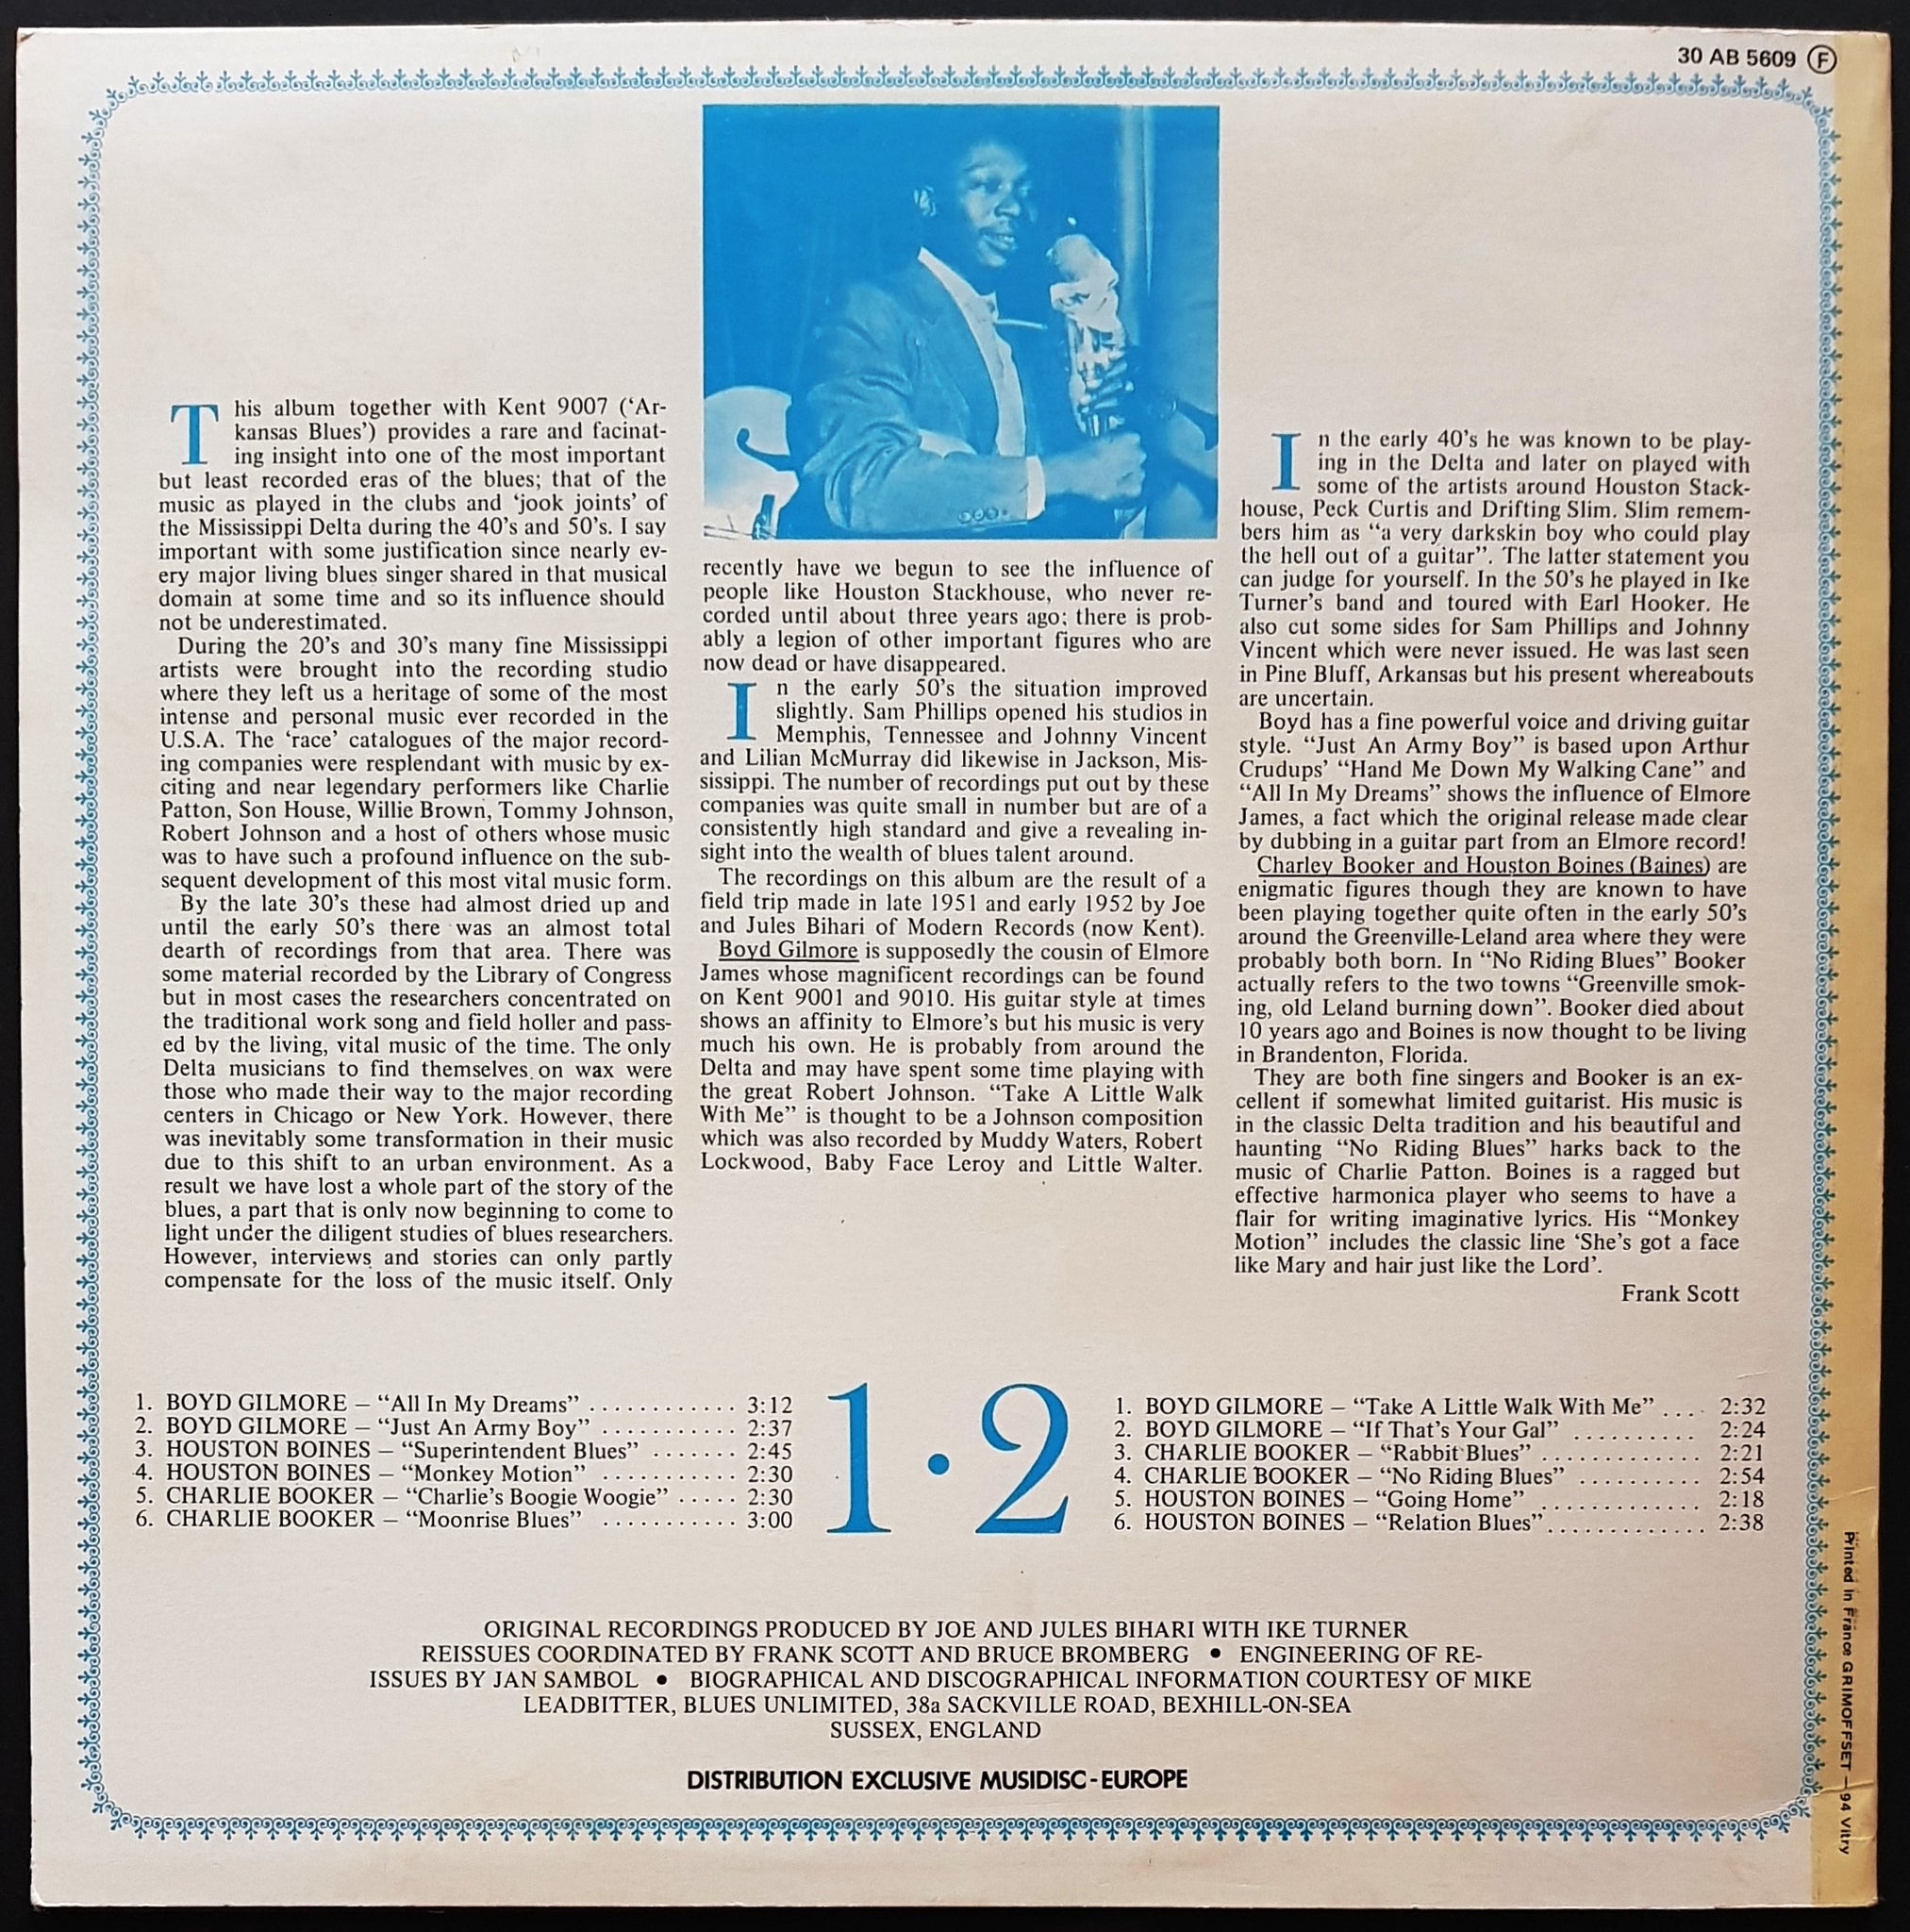 30 AB 5609 F
This album together with Kent 9007 (‘Ar-
kansas Blues’) provides a rare and facinat-
ing insight into one of the most important
but least recorded eras of the blues; that of the
music as played in the clubs and ‘jook joints’ of
the Mississippi Delta during the 40’s and 50’s. I say
important with some justification since nearly ev-
ery major living blues singer shared in that musical
domain at some time and so its influence should
not be underestimated.
During the 20’s and 30’s many fine Mississippi
artists were brought into the recording studio
where they left us a heritage of some of the most
intense and personal music ever recorded in the
U.S.A. The ‘race’ catalogues of the major record-
ing companies were resplendant with music by ex-
citing and near legendary performers like Charlie
Patton, Son House, Willie Brown, Tommy Johnson,
Robert Johnson and a host of others whose music
was to have such a profound influence on the sub-
sequent development of this most vital music form.
By the late 30’s these had almost dried up and
until the early 50’s there was an almost total
dearth of recordings from that area. There was
some material recorded by the Library of Congress
but in most cases the researchers concentrated on
the traditional work song and field holler and pass-
ed by the living, vital music of the time. The only
Delta musicians to find themselves on wax were
those who made their way to the major recording
centers in Chicago or New York. However, there
was inevitably some transformation in their music
due to this shift to an urban environment. As a
result we have lost a whole part of the story of the
blues, a part that is only now beginning to come to
light under the diligent studies of blues researchers.
However, interviews and stories can only partly
compensate for the loss of the music itself. Only
recently have we begun to see the influence of
people like Houston Stackhouse, who never re-
corded until about three years ago; there is prob-
ably a legion of other important figures who are
now dead or have disappeared.
In the early 50’s the situation improved
slightly. Sam Phillips opened his studios in
Memphis, Tennessee and Johnny Vincent
and Lilian McMurray did likewise in Jackson, Mis-
sissippi. The number of recordings put out by these
companies was quite small in number but are of a
consistently high standard and give a revealing in-
sight into the wealth of blues talent around.
The recordings on this album are the result of a
field trip made in late 1951 and early 1952 by Joe
and Jules Bihari of Modern Records (now Kent).
Boyd Gilmore is supposedly the cousin of Elmore
James whose magnificent recordings can be found
on Kent 9001 and 9010. His guitar style at times
shows an affinity to Elmore’s but his music is very
much his own. He is probably from around the
Delta and may have spent some time playing with
the great Robert Johnson. “Take A Little Walk
With Me” is thought to be a Johnson composition
which was also recorded by Muddy Waters, Robert
Lockwood, Baby Face Leroy and Little Walter.
In the early 40’s he was known to be play-
ing in the Delta and later on played with
some of the artists around Houston Stack-
house, Peck Curtis and Drifting Slim. Slim remem-
bers him as “a very darkskin boy who could play
the hell out of a guitar”. The latter statement you
can judge for yourself. In the 50’s he played in Ike
Turner’s band and toured with Earl Hooker. He
also cut some sides for Sam Phillips and Johnny
Vincent which were never issued. He was last seen
in Pine Bluff, Arkansas but his present whereabouts
are uncertain.
Boyd has a fine powerful voice and driving guitar
style. “Just An Army Boy” is based upon Arthur
Crudups’ “Hand Me Down My Walking Cane” and
“All In My Dreams” shows the influence of Elmore
James, a fact which the original release made clear
by dubbing in a guitar part from an Elmore record!
Charley Booker and Houston Boines (Baines) are
enigmatic figures though they are known to have
been playing together quite often in the early 50’s
around the Greenville-Leland area where they were
probably both born. In “No Riding Blues” Booker
actually refers to the two towns “Greenville smok-
ing, old Leland burning down”. Booker died about
10 years ago and Boines is now thought to be living
in Brandenton, Florida.
They are both fine singers and Booker is an ex-
cellent if somewhat limited guitarist. His music is
in the classic Delta tradition and his beautiful and
haunting “No Riding Blues” harks back to the
music of Charlie Patton. Boines is a ragged but
effective harmonica player who seems to have a
flair for writing imaginative lyrics. His “Monkey
Motion” includes the classic line ‘She’s got a face
like Mary and hair just like the Lord’.
Frank Scott
1. BOYD GILMORE – “All In My Dreams” ............ 3:12
2. BOYD GILMORE – “Just An Army Boy” ........... 2:37
3. HOUSTON BOINES – “Superintendent Blues” ....... 2:45
4. HOUSTON BOINES – “Monkey Motion” ........... 2:30
5. CHARLIE BOOKER – “Charlie’s Boogie Woogie” ..... 2:30
6. CHARLIE BOOKER – “Moonrise Blues” ........... 3:00
1·2
1. BOYD GILMORE – “Take A Little Walk With Me” .... 2:32
2. BOYD GILMORE – “If That’s Your Gal” .......... 2:24
3. CHARLIE BOOKER – “Rabbit Blues” ............. 2:21
4. CHARLIE BOOKER – “No Riding Blues” .......... 2:54
5. HOUSTON BOINES – “Going Home” ............. 2:18
6. HOUSTON BOINES – “Relation Blues” ............. 2:38
ORIGINAL RECORDINGS PRODUCED BY JOE AND JULES BIHARI WITH IKE TURNER
REISSUES COORDINATED BY FRANK SCOTT AND BRUCE BROMBERG • ENGINEERING OF RE-
ISSUES BY JAN SAMBOL • BIOGRAPHICAL AND DISCOGRAPHICAL INFORMATION COURTESY OF MIKE
LEADBITTER, BLUES UNLIMITED, 38a SACKVILLE ROAD, BEXHILL-ON-SEA
SUSSEX, ENGLAND
DISTRIBUTION EXCLUSIVE MUSIDISC-EUROPE
Printed in France GRIMOFFSET – 94 Vitry